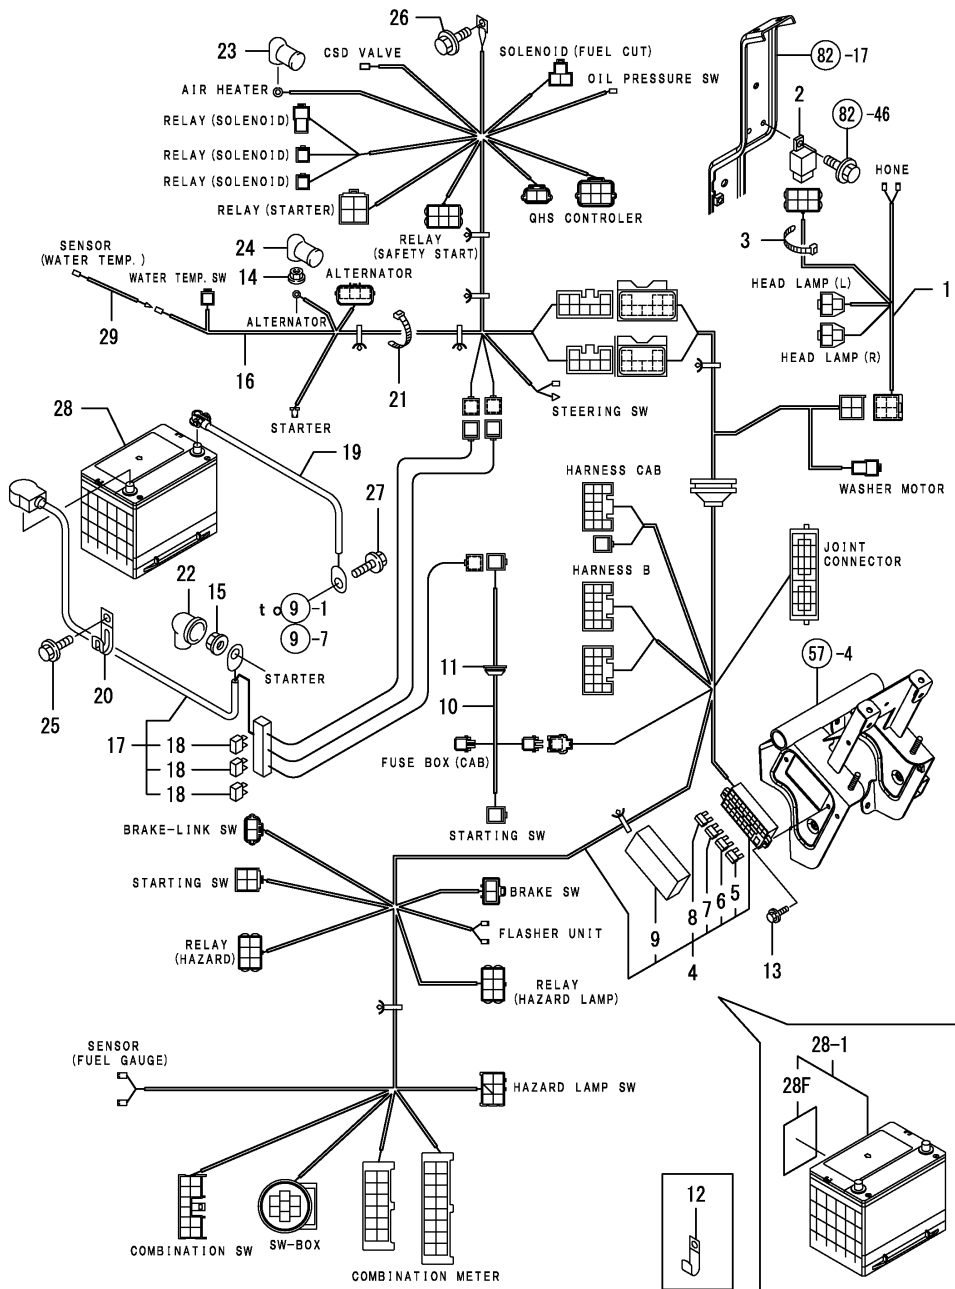 26
23
CSD VALVE
SOLENOID (FUEL CUT)
82 -17
AIR HEATER
OIL PRESSURE SW
2
82 -46
RELAY (SOLENOID)
RELAY (SOLENOID)
RELAY (SOLENOID)
HONE
RELAY (STARTER)
QHS CONTROLER
RELAY
(SAFETY START)
3
24
SENSOR
(WATER TEMP.)
14
ALTERNATOR
WATER TEMP. SW
HEAD LAMP (L)
1
29
ALTERNATOR
HEAD LAMP (R)
16
21
28
STARTER
STEERING SW
19
HARNESS CAB
WASHER MOTOR
27
JOINT
CONNECTOR
22
15
HARNESS B
to 9 -1
9 -7
57 -4
11
STARTER
25
20
10
17
18
18
18
FUSE BOX (CAB)
BRAKE-LINK SW
STARTING SW
STARTING SW
BRAKE SW
5
6
7
8
9
FLASHER UNIT
RELAY
(HAZARD)
4
13
RELAY
(HAZARD LAMP)
SENSOR
(FUEL GAUGE)
28-1
HAZARD LAMP SW
28F
12
COMBINATION SW
SW-BOX
COMBINATION METER